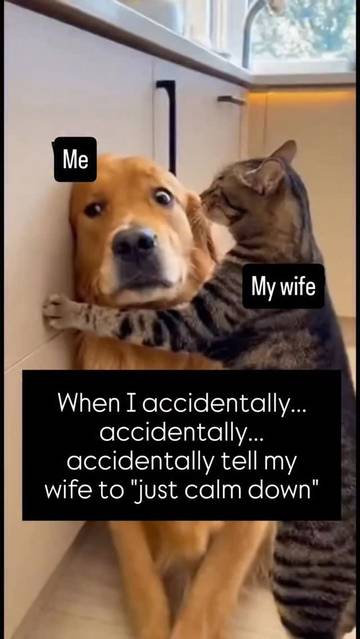 Me
My wife
When I accidentally...
accidentally...
accidentally tell my
wife to "just calm down"